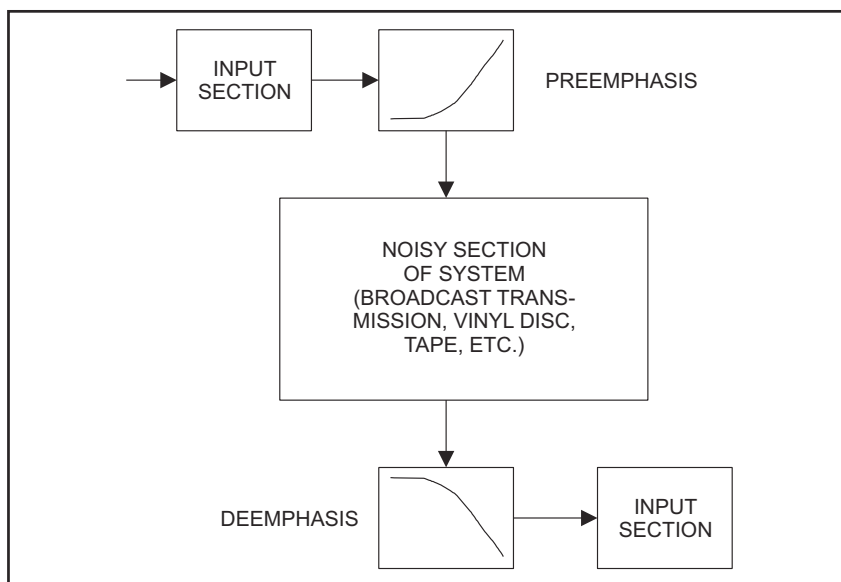 INPUT
SECTION
PREEMPHASIS
NOISY SECTION
OF SYSTEM
(BROADCAST TRANS-
MISSION, VINYL DISC,
TAPE, ETC.)
DEEMPHASIS
INPUT
SECTION